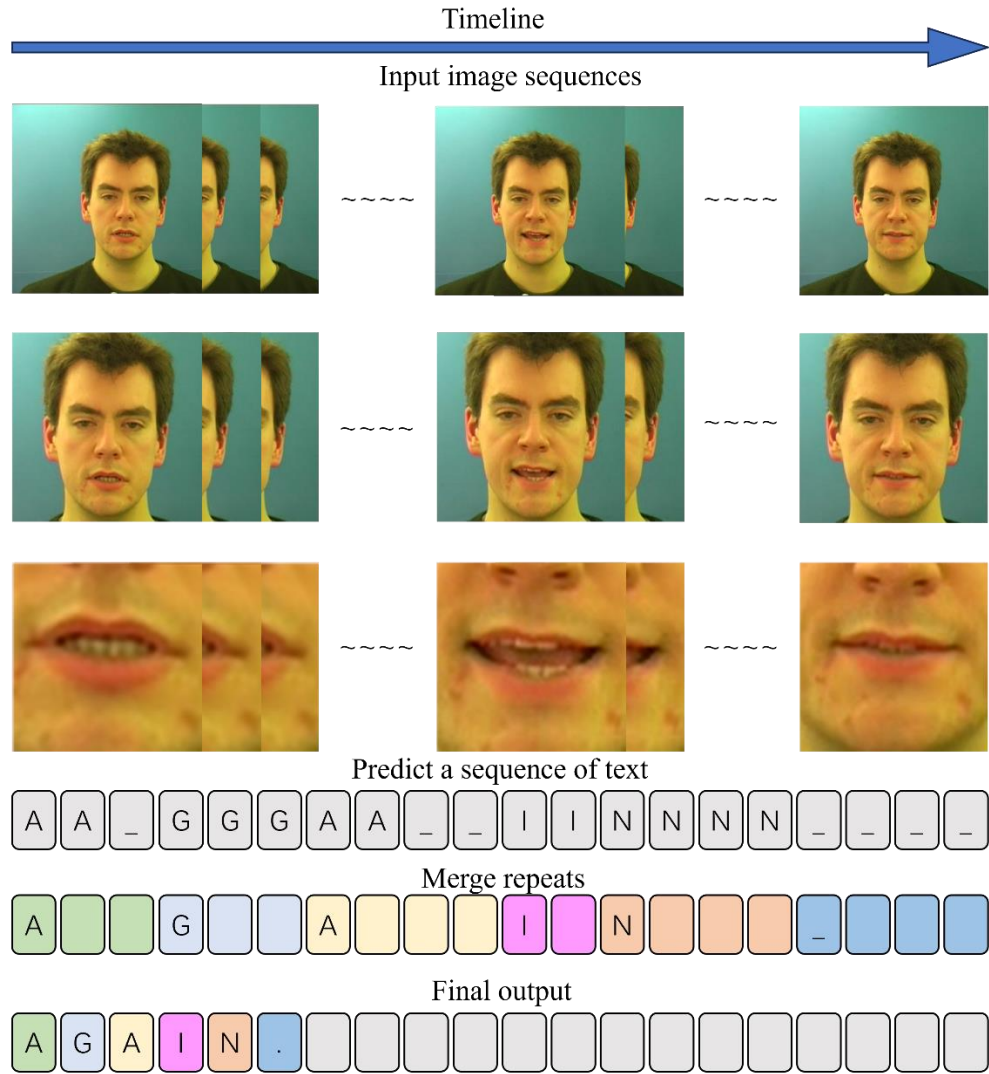 Timeline
Input image sequences
~~~~ ~~~~
~~~~ ~~~~
~~~~ ~~~~
Predict a sequence of text
A A _ G G G A A _ _ I I N N N N _ _ _ _
Merge repeats
A G A I N _
Final output
A G A I N .